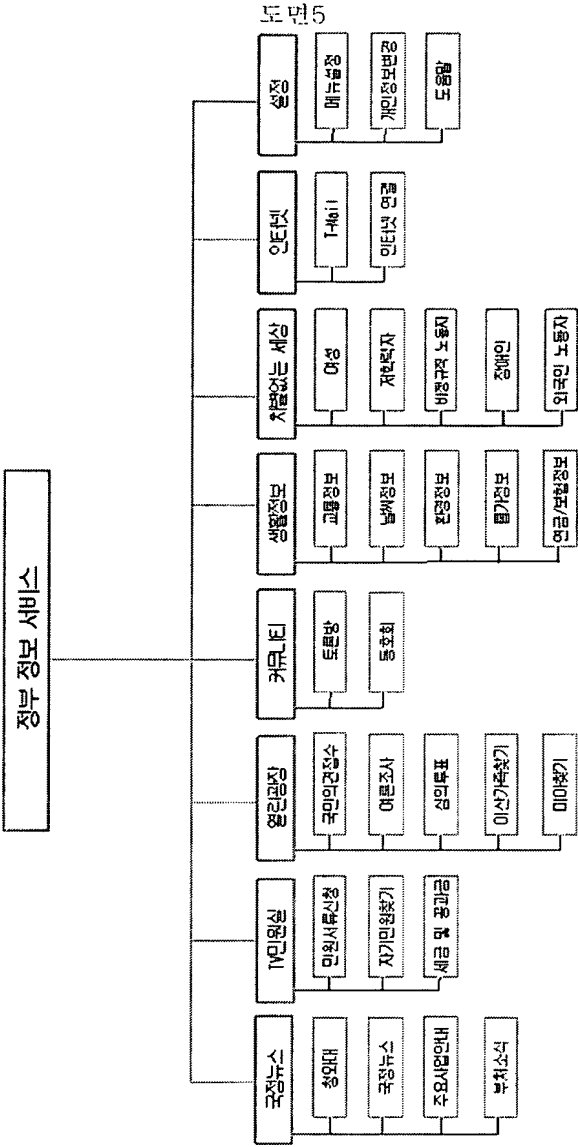 도면5
정부 정보 서비스
국정뉴스
청와대
국정뉴스
주요사업안내
부처소식
TV민원실
민원서류신청
자기민원찾기
세금 및 공과금
열린광장
국민의견접수
여론조사
심의투표
이산가족찾기
미아찾기
커뮤니티
토론방
동호회
생활정보
교통정보
날씨정보
환경정보
물가정보
연금/보험정보
차별없는 세상
여성
저학력자
비정규직 노동자
장애인
외국인 노동자
인터넷
T-Mail
인터넷 연결
설정
메뉴설정
개인정보변경
도움말